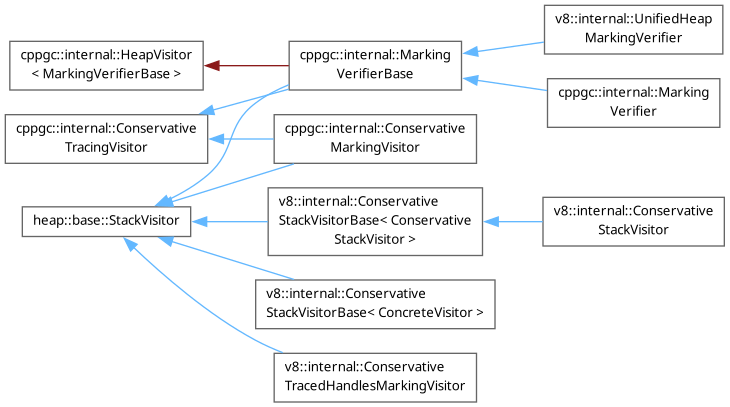 cppgc::internal::HeapVisitor
< MarkingVerifierBase >
cppgc::internal::Conservative
TracingVisitor
heap::base::StackVisitor
cppgc::internal::Marking
VerifierBase
cppgc::internal::Conservative
MarkingVisitor
v8::internal::Conservative
StackVisitorBase< Conservative
StackVisitor >
v8::internal::Conservative
StackVisitorBase< ConcreteVisitor >
v8::internal::Conservative
TracedHandlesMarkingVisitor
v8::internal::UnifiedHeap
MarkingVerifier
cppgc::internal::Marking
Verifier
v8::internal::Conservative
StackVisitor